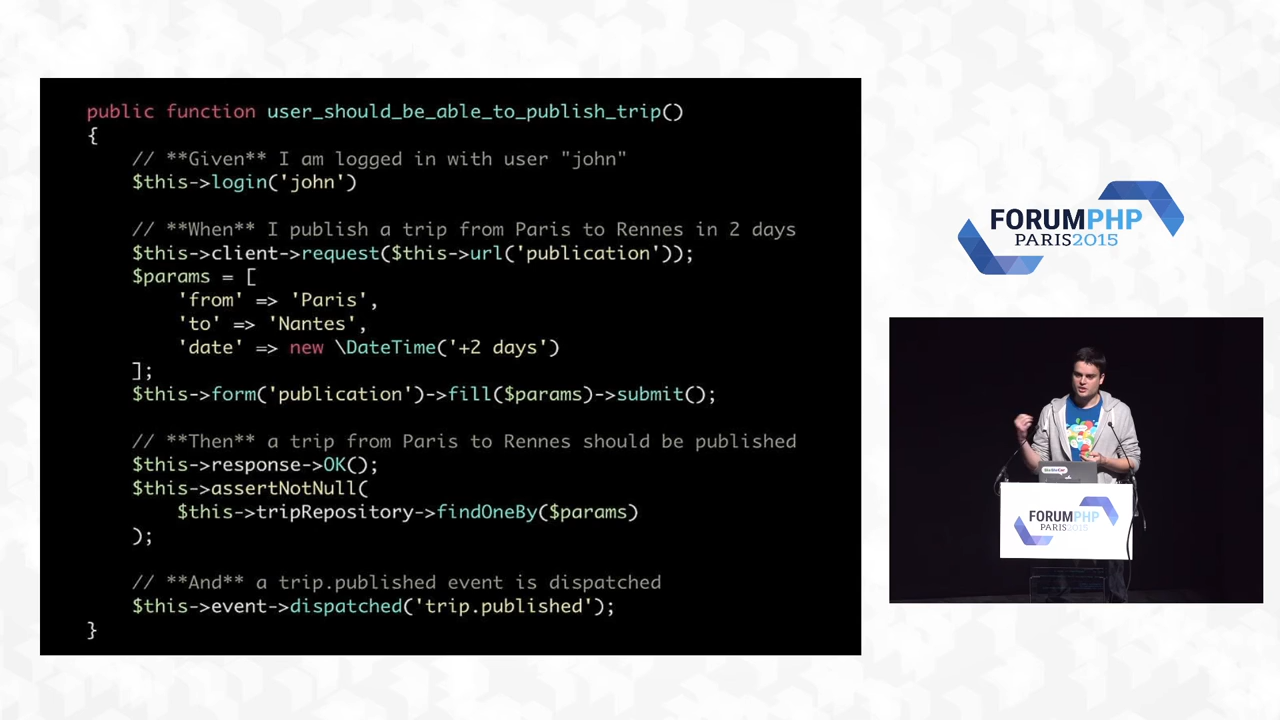 public function user_should_be_able_to_publish_trip()
{
// **Given** I am logged in with user "john"
$this->login('john')
// **When** I publish a trip from Paris to Rennes in 2 days
$this->client->request($this->url('publication'));
$params = [
'from' => 'Paris',
'to' => 'Nantes',
'date' => new \DateTime('+2 days')
];
$this->form('publication')->fill($params)->submit();
// **Then** a trip from Paris to Rennes should be published
$this->response->OK();
$this->assertNotNull(
$this->tripRepository->findOneBy($params)
);
// **And** a trip.published event is dispatched
$this->event->dispatched('trip.published');
}
FORUMPHP
PARIS2015
BlaBlaCar
FORUMPHP
PARIS2015